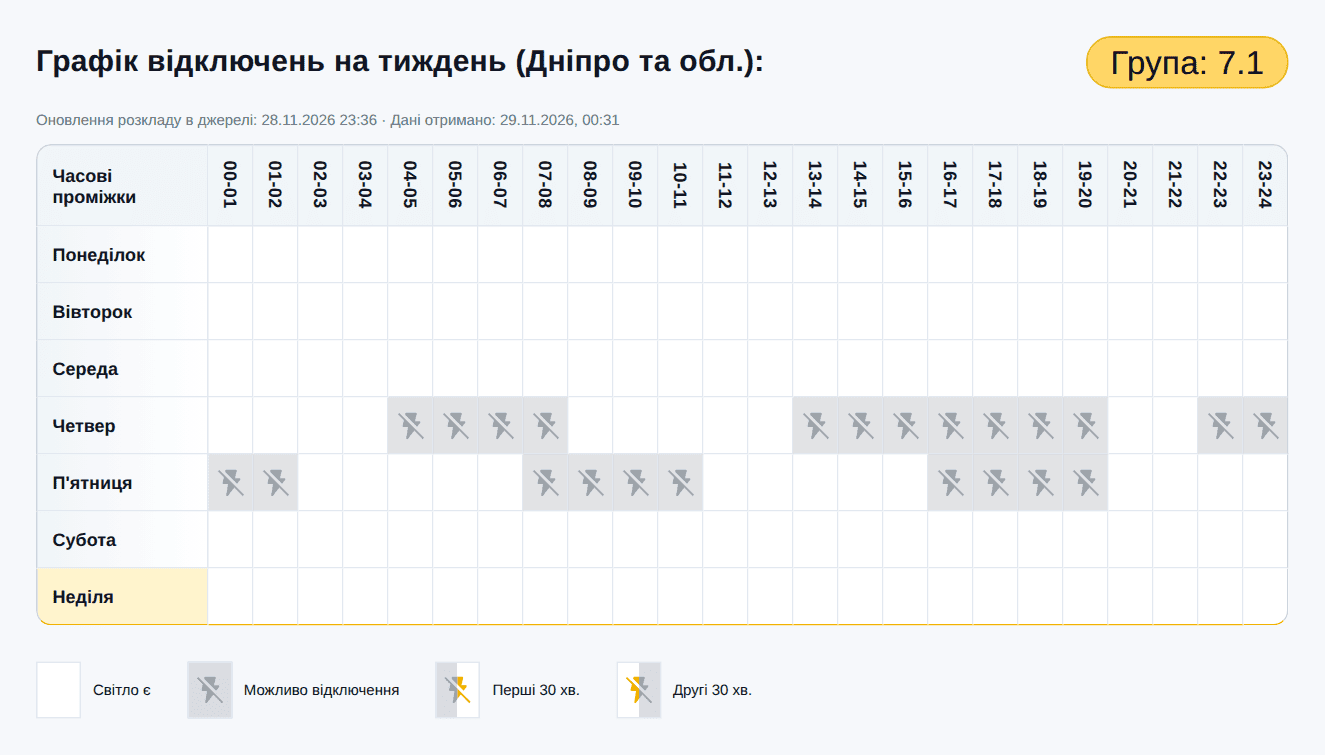 Графік відключень на тиждень (Дніпро та обл.):
Група: 7.1
Оновлення розкладу в джерелі: 28.11.2026 23:36 · Дані отримано: 29.11.2026, 00:31
Часові
проміжки
00-01
01-02
02-03
03-04
04-05
05-06
06-07
07-08
08-09
09-10
10-11
11-12
12-13
13-14
14-15
15-16
16-17
17-18
18-19
19-20
20-21
21-22
22-23
23-24
Понеділок
Вівторок
Середа
Четвер
П'ятниця
Субота
Неділя
Світло є
Можливо відключення
Перші 30 хв.
Другі 30 хв.